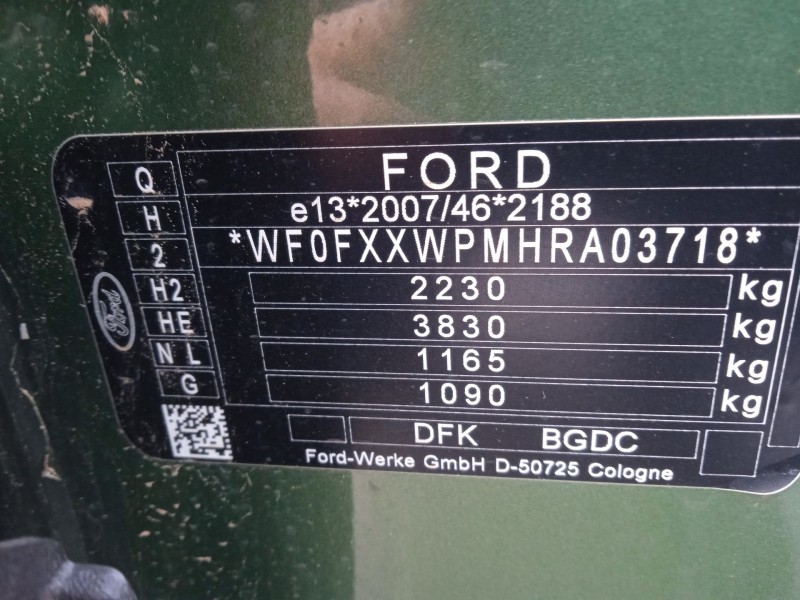 Q FORD
H e13*2007/46*2188
2 *WF0FXXWPMHRA03718*
H2 2230 kg
HE 3830 kg
N L 1165 kg
G 1090 kg
Ford
DFK BGDC
Ford-Werke GmbH D-50725 Cologne